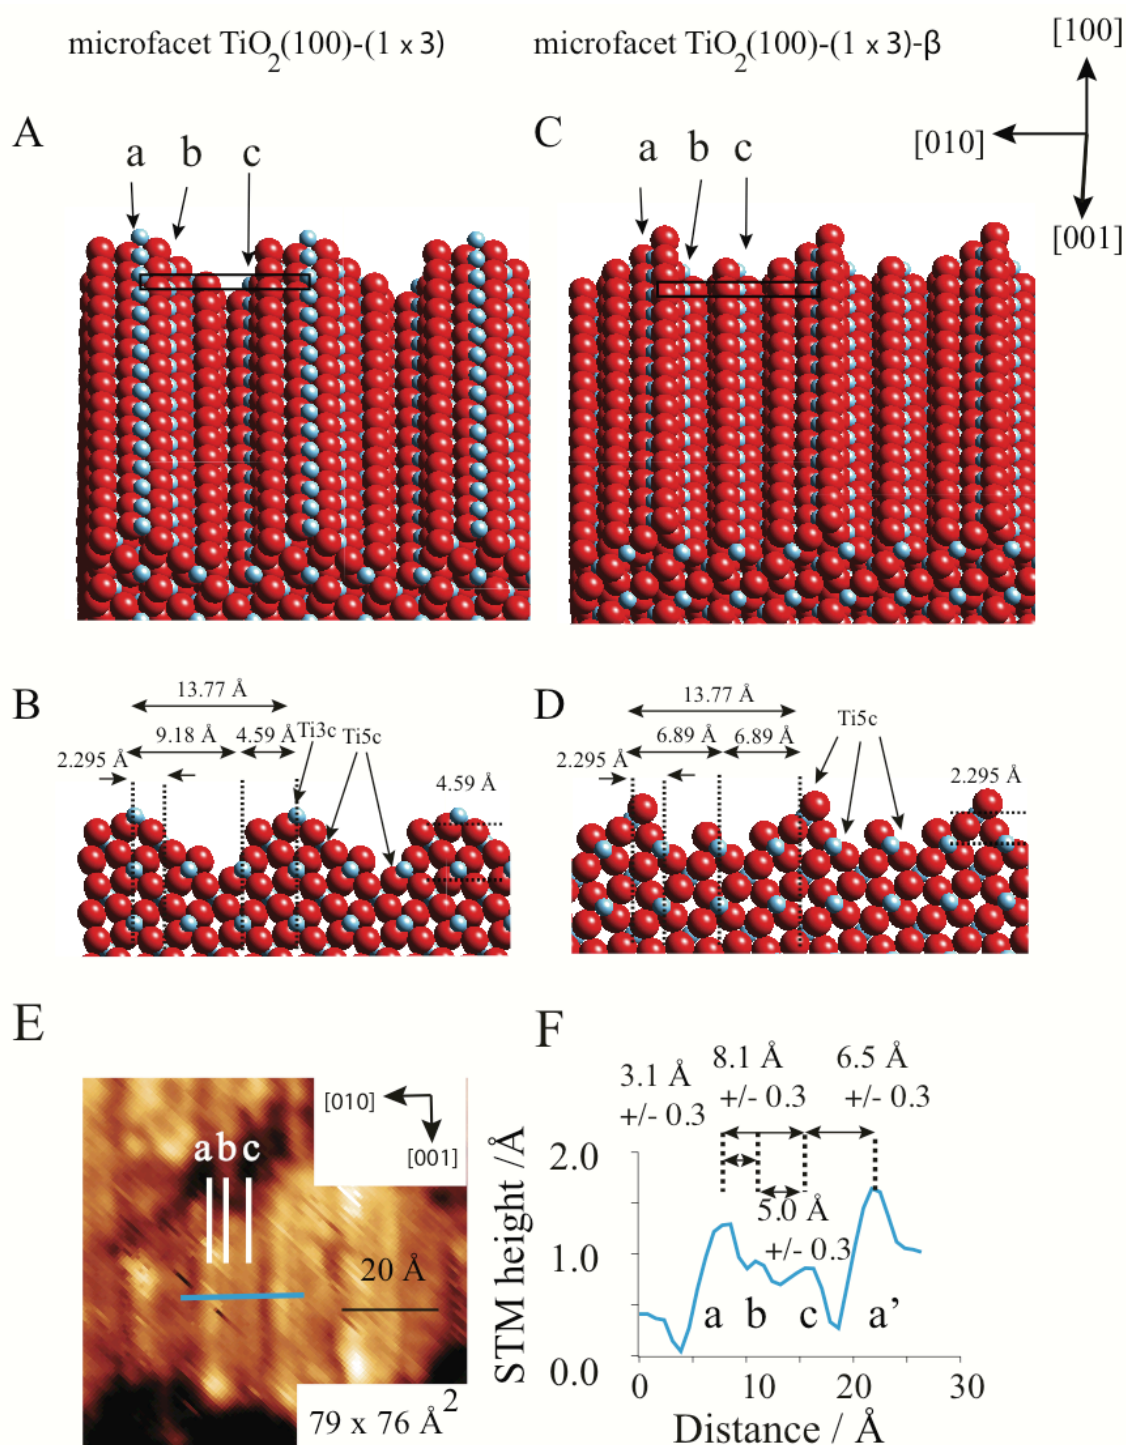 microfacet TiO2(100)-(1 x 3)
microfacet TiO2(100)-(1 x 3)-β
[100]
[010]
[001]
A
a b c
C
a b c
B
13.77 Å
9.18 Å 4.59 Å Ti3c Ti5c
2.295 Å
4.59 Å
D
13.77 Å
Ti5c
6.89 Å 6.89 Å
2.295 Å
2.295 Å
E
[010]
[001]
a b c
20 Å
79 x 76 Å2
F
3.1 Å
+/- 0.3
8.1 Å
+/- 0.3
6.5 Å
+/- 0.3
5.0 Å
+/- 0.3
STM height /Å
2.0
1.0
0.0
a b c a’
0 10 20 30
Distance / Å